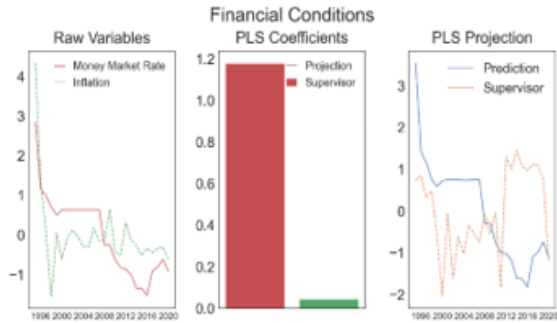 Financial Conditions
Raw Variables
PLS Coefficients
PLS Projection
Money Market Rate
Inflation
4
3
2
1
0
−1
1996 2000 2004 2008 2012 2016 2020
Projection
Supervisor
1.2
1.0
0.8
0.6
0.4
0.2
0.0
Prediction
Supervisor
3
2
1
0
−1
−2
1996 2000 2004 2008 2012 2016 2020